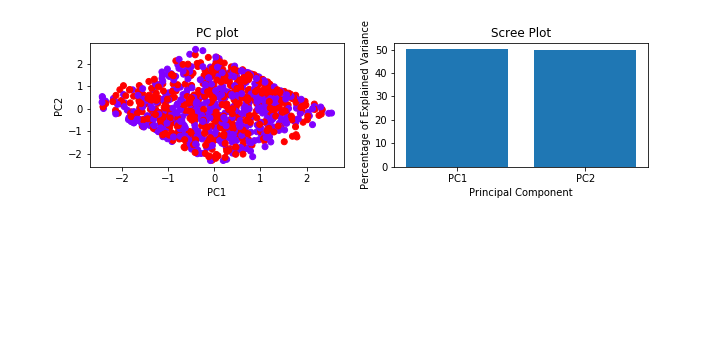 PC plot
2
1
0
−1
−2
PC2
−2
−1
0
1
2
PC1
Scree Plot
50
40
30
20
10
0
Percentage of Explained Variance
PC1
PC2
Principal Component